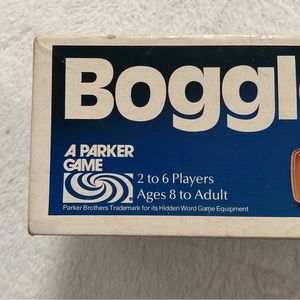 Boggle
A PARKER
GAME
2 to 6 Players
Ages 8 to Adult
Parker Brothers Trademark for its Hidden Word Game Equipment